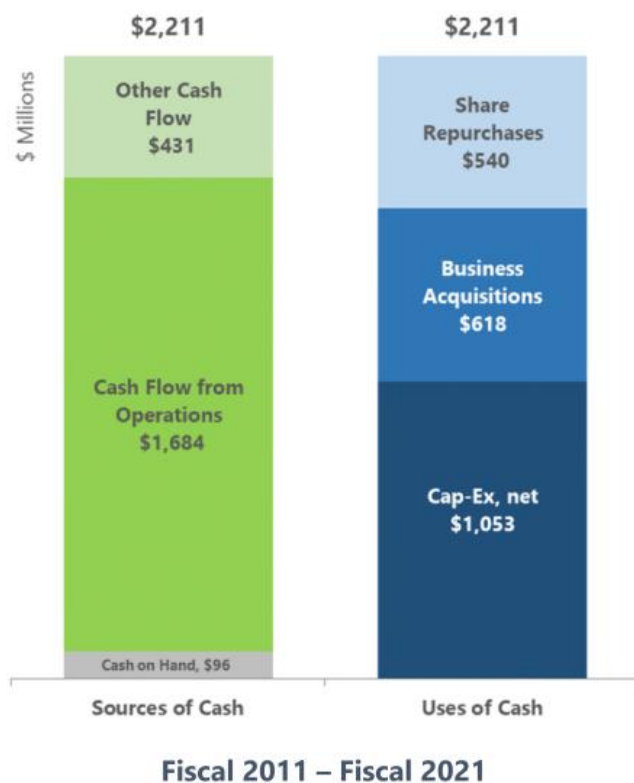 $2,211
$2,211
$ Millions
Other Cash
Flow
$431
Share
Repurchases
$540
Business
Acquisitions
$618
Cash Flow from
Operations
$1,684
Cap-Ex, net
$1,053
Cash on Hand, $96
Sources of Cash
Uses of Cash
Fiscal 2011 – Fiscal 2021